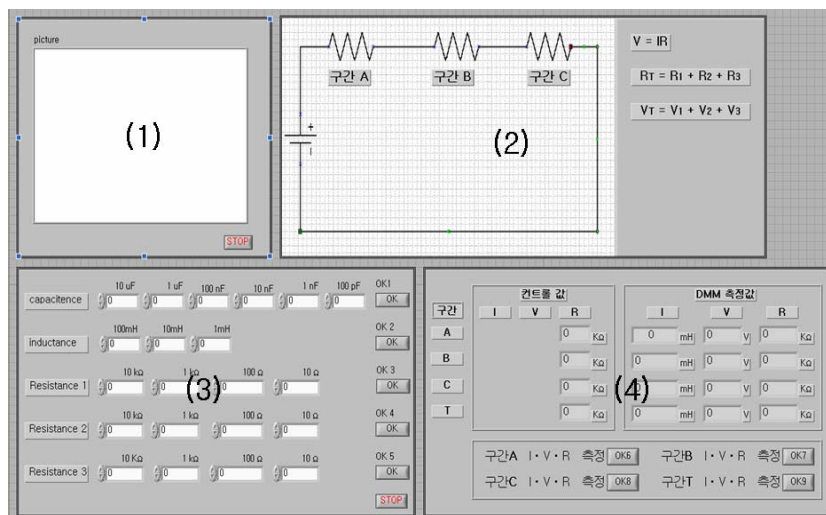 picture
(1)
STOP
구간 A
구간 B
구간 C
+
−
(2)
V = IR
RT = R1 + R2 + R3
VT = V1 + V2 + V3
10 uF 1 uF 100 nF 10 nF 1 nF 100 pF OK1
capacitence 0 0 0 0 0 0 OK
100mH 10mH 1mH OK 2
inductance 0 0 0 OK
10 kΩ 1 kΩ 100 Ω 10 Ω OK 3
Resistance 1 0 0 0 0 OK
(3)
10 kΩ 1 kΩ 100 Ω 10 Ω OK 4
Resistance 2 0 0 0 0 OK
10 KΩ 1 kΩ 100 Ω 10 Ω OK 5
Resistance 3 0 0 0 0 OK
STOP
컨트롤 값 DMM 측정값
구간 I V R I V R
A 0 KΩ 0 mH 0 V 0 KΩ
B 0 KΩ 0 mH 0 V 0 KΩ
C 0 KΩ 0 mH 0 V 0 KΩ
(4)
T 0 KΩ 0 mH 0 V 0 KΩ
구간A I・V・R 측정 OK6 구간B I・V・R 측정 OK7
구간C I・V・R 측정 OK8 구간T I・V・R 측정 OK9